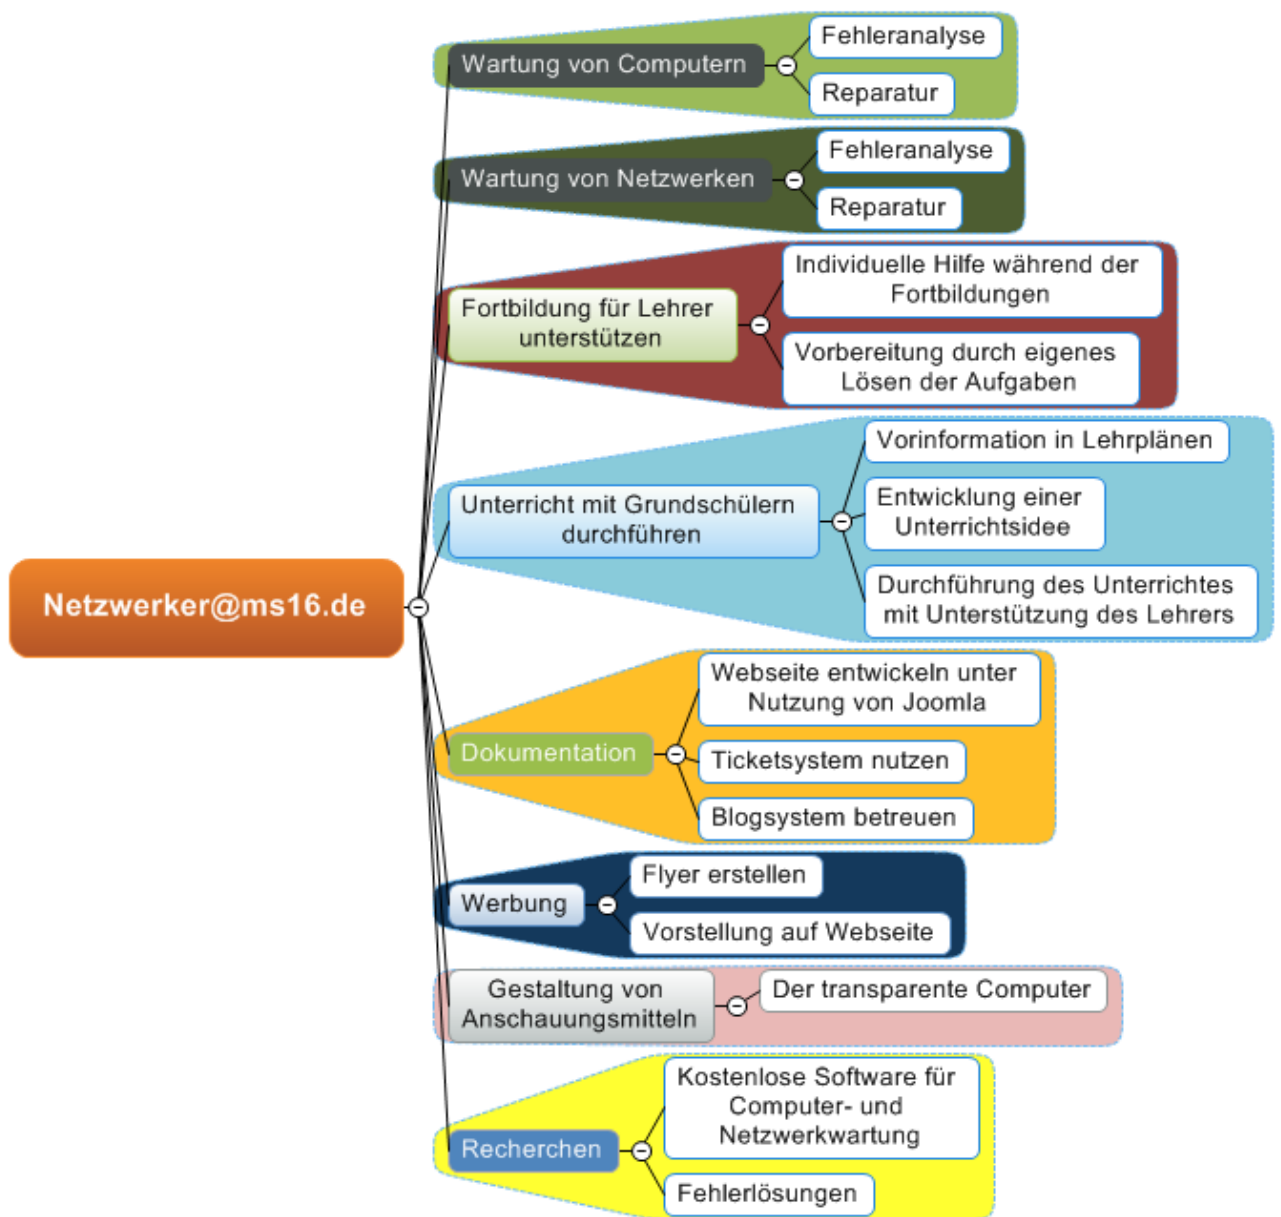 Fehleranalyse
Wartung von Computern
Reparatur
Fehleranalyse
Wartung von Netzwerken
Reparatur
Individuelle Hilfe während der
Fortbildungen
Fortbildung für Lehrer
unterstützen
Vorbereitung durch eigenes
Lösen der Aufgaben
Vorinformation in Lehrplänen
Unterricht mit Grundschülern
durchführen
Entwicklung einer
Unterrichtsidee
Durchführung des Unterrichtes
mit Unterstützung des Lehrers
Netzwerker@ms16.de
Webseite entwickeln unter
Nutzung von Joomla
Dokumentation
Ticketsystem nutzen
Blogsystem betreuen
Flyer erstellen
Werbung
Vorstellung auf Webseite
Gestaltung von
Anschauungsmitteln
Der transparente Computer
Kostenlose Software für
Computer- und
Netzwerkwartung
Recherchen
Fehlerlösungen